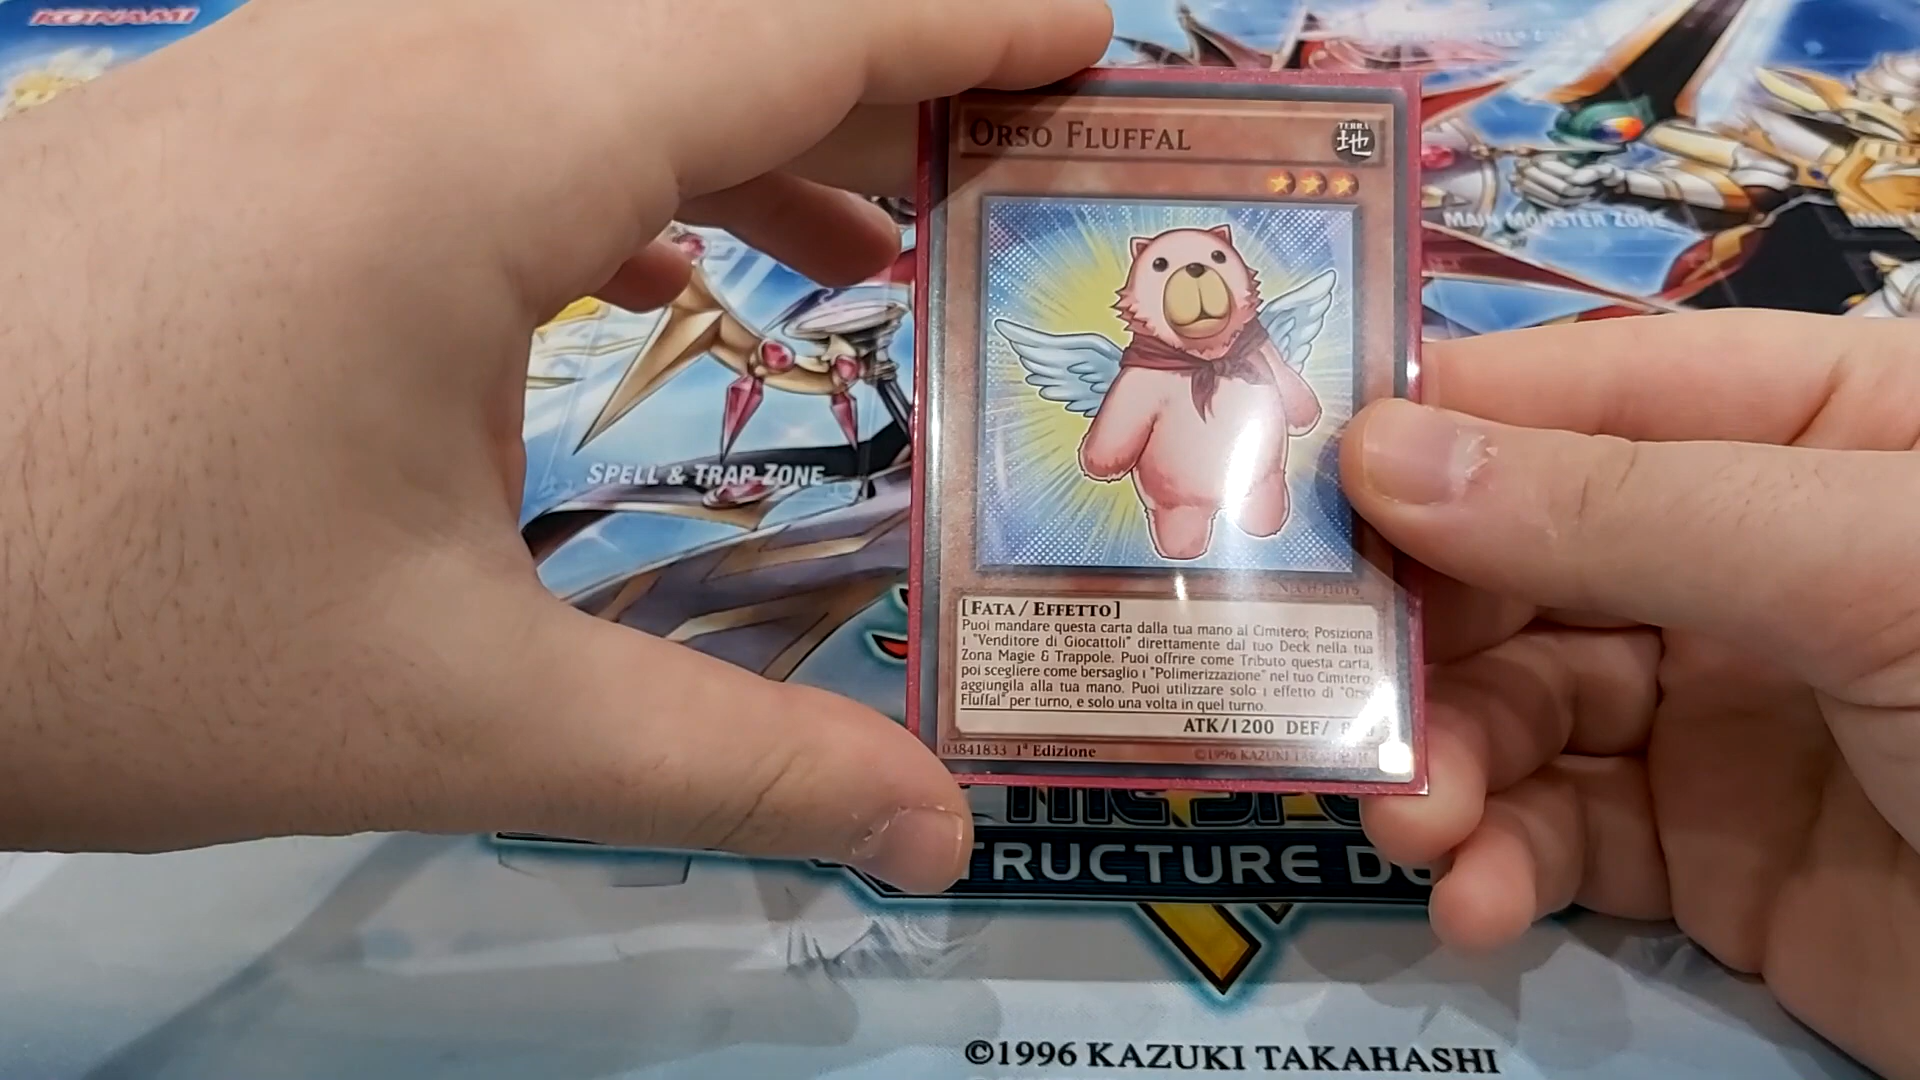 KONAMI
ORSO FLUFFAL
TERRA
地
MAIN MONSTER ZONE
MAIN
SPELL & TRAP ZONE
[FATA / EFFETTO]
Puoi mandare questa carta dalla tua mano al Cimitero; Posiziona
1 "Venditore di Giocattoli" direttamente dal tuo Deck nella tua
Zona Magie & Trappole. Puoi offrire come Tributo questa carta,
poi scegliere come bersaglio 1 "Polimerizzazione" nel tuo Cimitero;
aggiungila alla tua mano. Puoi utilizzare solo 1 effetto di "Orso
Fluffal" per turno, e solo una volta in quel turno.
ATK/1200 DEF/
03841833 1ª Edizione
©1996 KAZUKI
TRUCTURE DE
©1996 KAZUKI TAKAHASHI